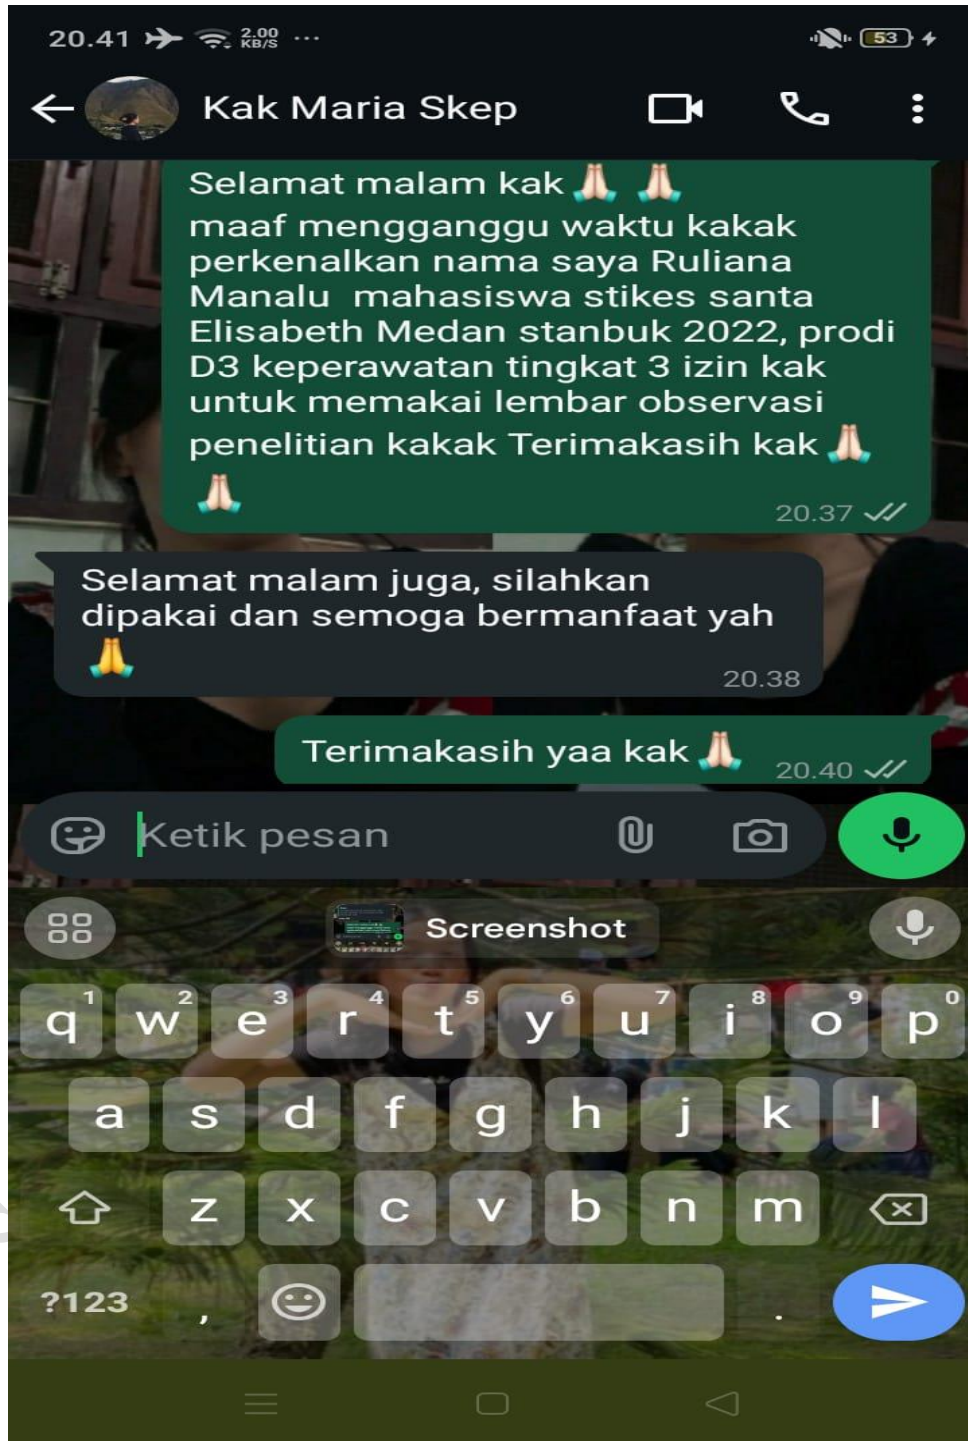 20.41 2.00 KB/S ... 53
Kak Maria Skep
Selamat malam kak 🙏🏻 🙏🏻
maaf mengganggu waktu kakak
perkenalkan nama saya Ruliana
Manalu mahasiswa stikes santa
Elisabeth Medan stanbuk 2022, prodi
D3 keperawatan tingkat 3 izin kak
untuk memakai lembar observasi
penelitian kakak Terimakasih kak 🙏🏻
🙏🏻
20.37
Selamat malam juga, silahkan
dipakai dan semoga bermanfaat yah
🙏
20.38
Terimakasih yaa kak 🙏🏻 20.40
Ketik pesan
Screenshot
1 2 3 4 5 6 7 8 9 0
q w e r t y u i o p
a s d f g h j k l
z x c v b n m
?123 , .